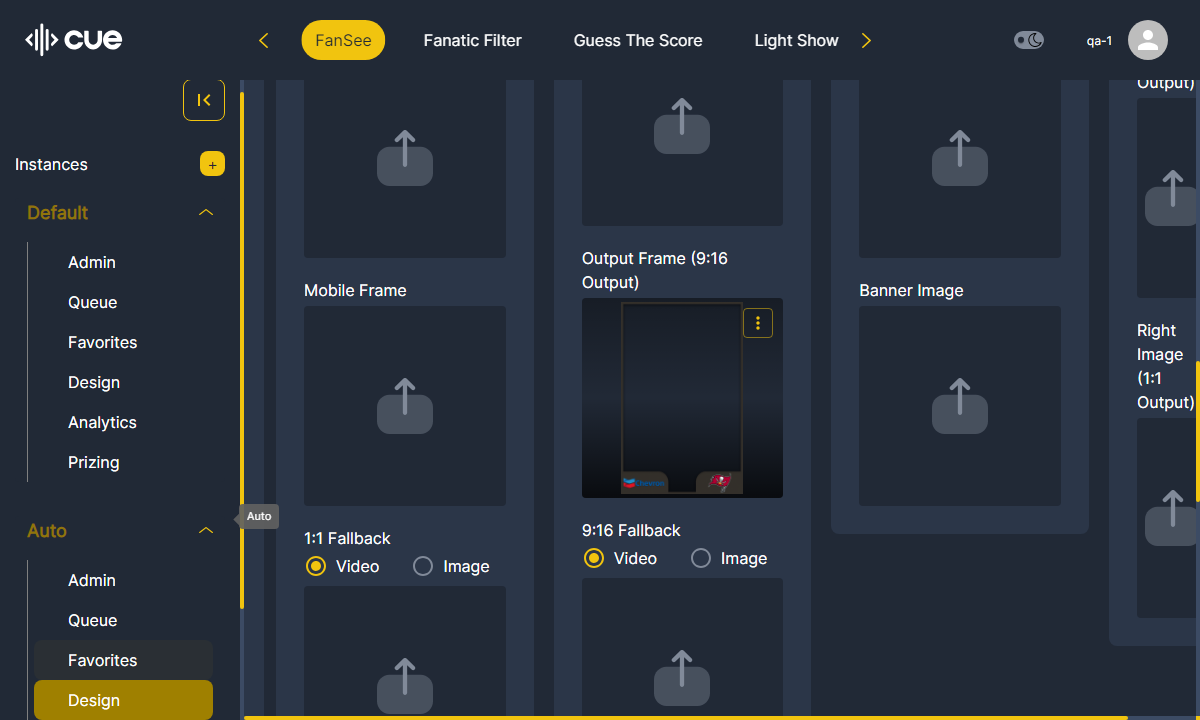 cue
FanSee
Fanatic Filter
Guess The Score
Light Show
qa-1
Instances
+
Default
Admin
Queue
Favorites
Design
Analytics
Prizing
Auto
Admin
Queue
Favorites
Design
Auto
Mobile Frame
1:1 Fallback
Video
Image
Output Frame (9:16
Output)
9:16 Fallback
Video
Image
Banner Image
Output)
Right
Image
(1:1
Output)